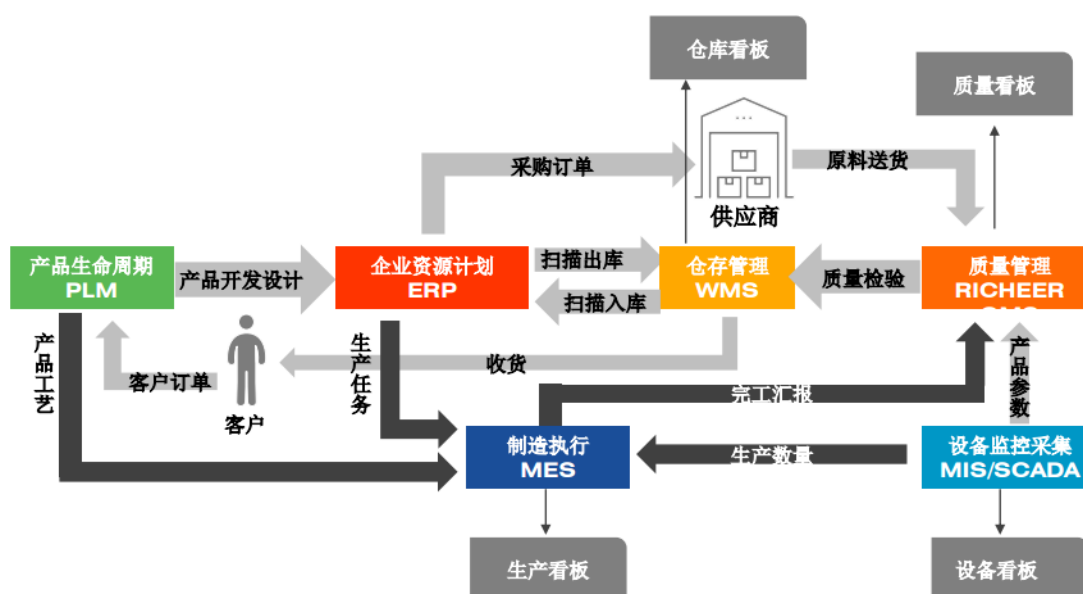 仓库看板
质量看板
采购订单
原料送货
供应商
产品生命周期
PLM
产品开发设计
企业资源计划
ERP
扫描出库
扫描入库
仓存管理
WMS
质量检验
质量管理
RICHEER
产品工艺
客户订单
客户
生产任务
收货
产品参数
完工汇报
制造执行
MES
生产数量
设备监控采集
MIS/SCADA
生产看板
设备看板